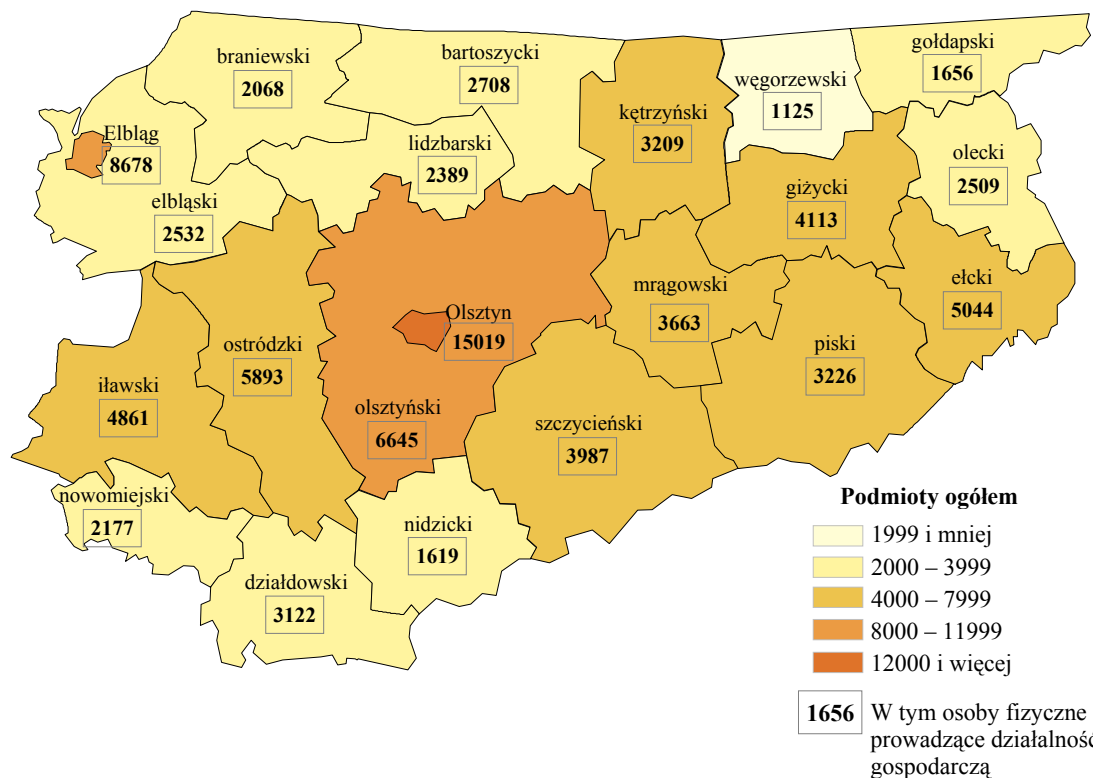 braniewski
2068
bartoszycki
2708
gołdapski
1656
węgorzewski
1125
kętrzyński
3209
Elbląg
8678
lidzbarski
2389
olecki
2509
elbląski
2532
giżycki
4113
ełcki
5044
mrągowski
3663
Olsztyn
15019
ostródzki
5893
piski
3226
iławski
4861
olsztyński
6645
szczycieński
3987
nowomiejski
2177
nidzicki
1619
działdowski
3122
Podmioty ogółem
1999 i mniej
2000 – 3999
4000 – 7999
8000 – 11999
12000 i więcej
1656 W tym osoby fizyczne
prowadzące działalność
gospodarczą